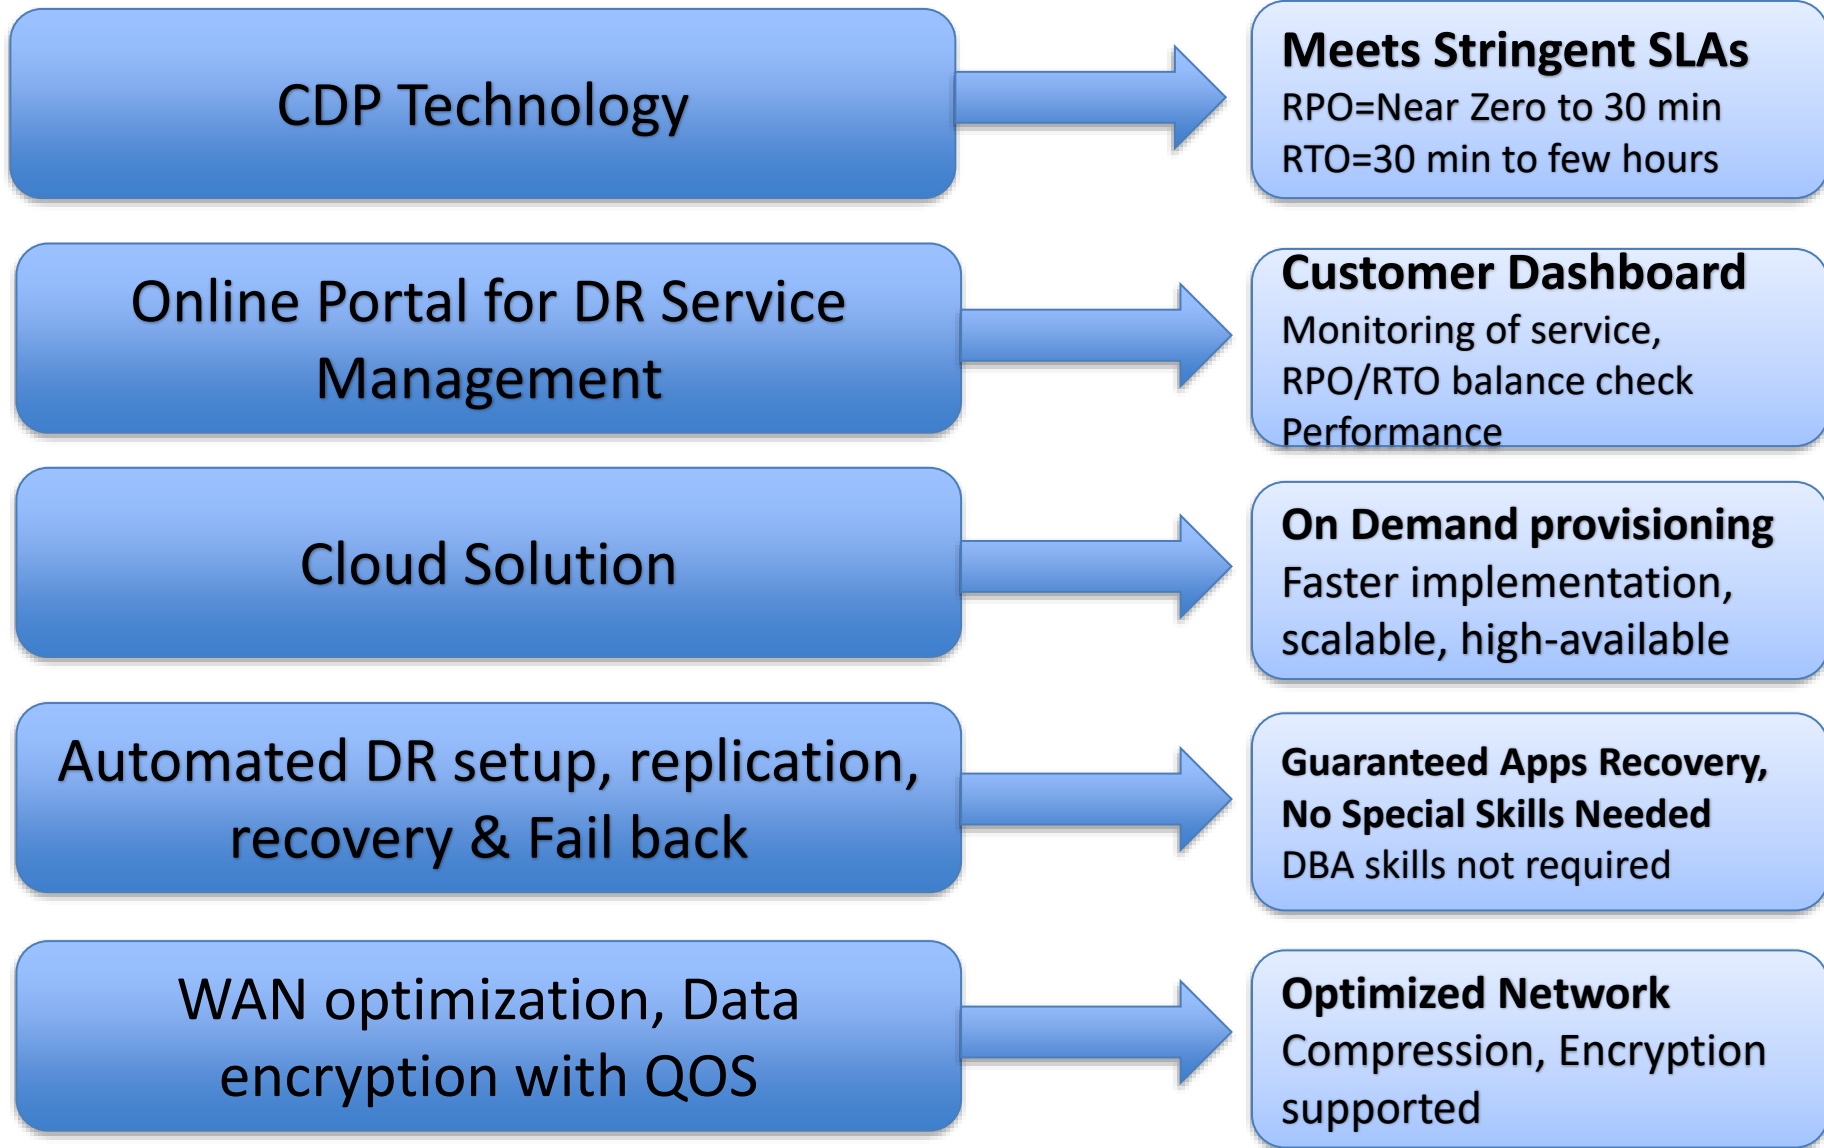 CDP Technology
Meets Stringent SLAs
RPO=Near Zero to 30 min
RTO=30 min to few hours
Online Portal for DR Service
Management
Customer Dashboard
Monitoring of service,
RPO/RTO balance check
Performance
Cloud Solution
On Demand provisioning
Faster implementation,
scalable, high-available
Automated DR setup, replication,
recovery & Fail back
Guaranteed Apps Recovery,
No Special Skills Needed
DBA skills not required
WAN optimization, Data
encryption with QOS
Optimized Network
Compression, Encryption
supported